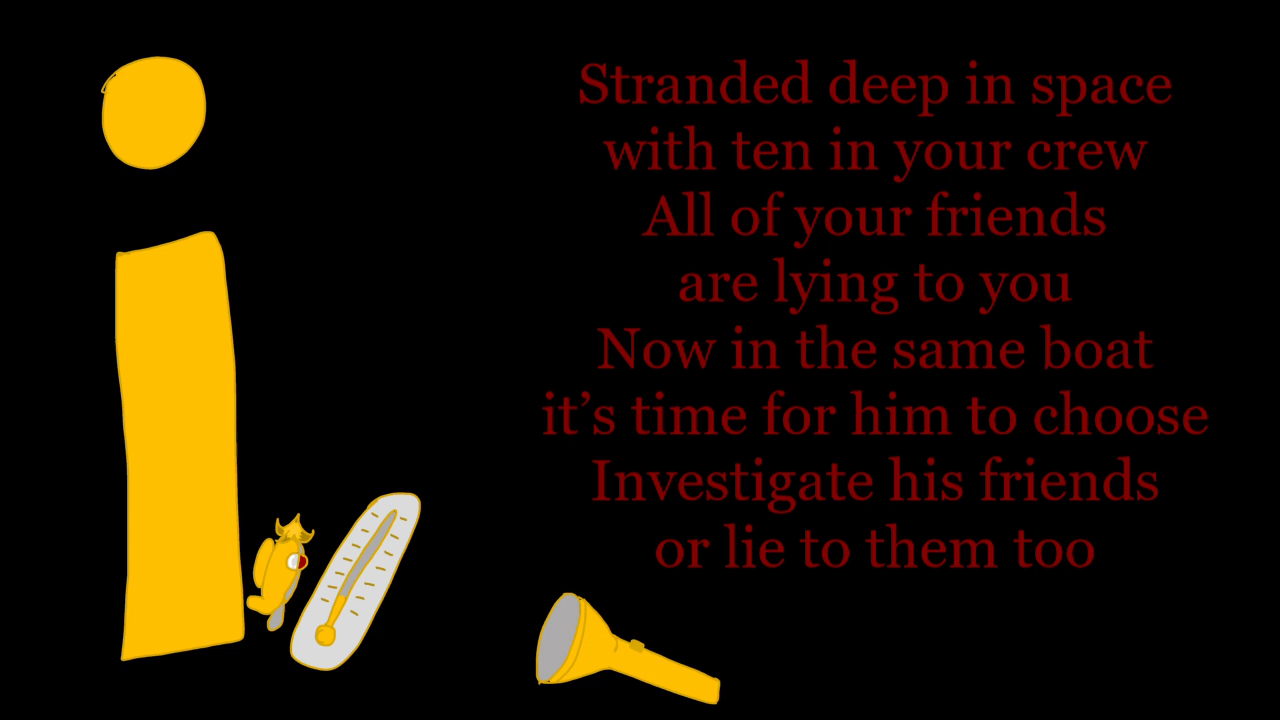 i
Stranded deep in space
with ten in your crew
All of your friends
are lying to you
Now in the same boat
it's time for him to choose
Investigate his friends
or lie to them too